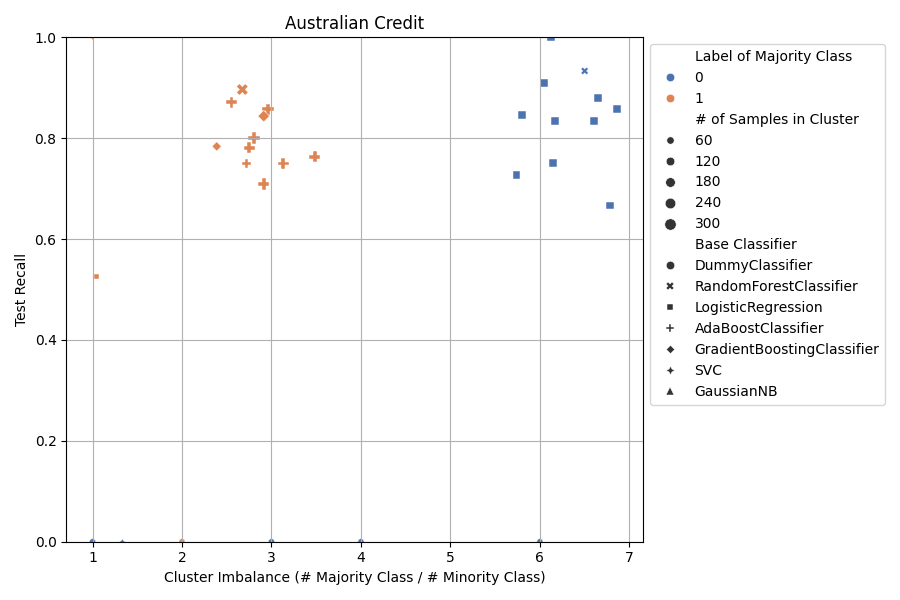 Australian Credit
1.0
0.8
0.6
0.4
0.2
0.0
Test Recall
1 2 3 4 5 6 7
Cluster Imbalance (# Majority Class / # Minority Class)
Label of Majority Class
0
1
# of Samples in Cluster
60
120
180
240
300
Base Classifier
DummyClassifier
RandomForestClassifier
LogisticRegression
AdaBoostClassifier
GradientBoostingClassifier
SVC
GaussianNB